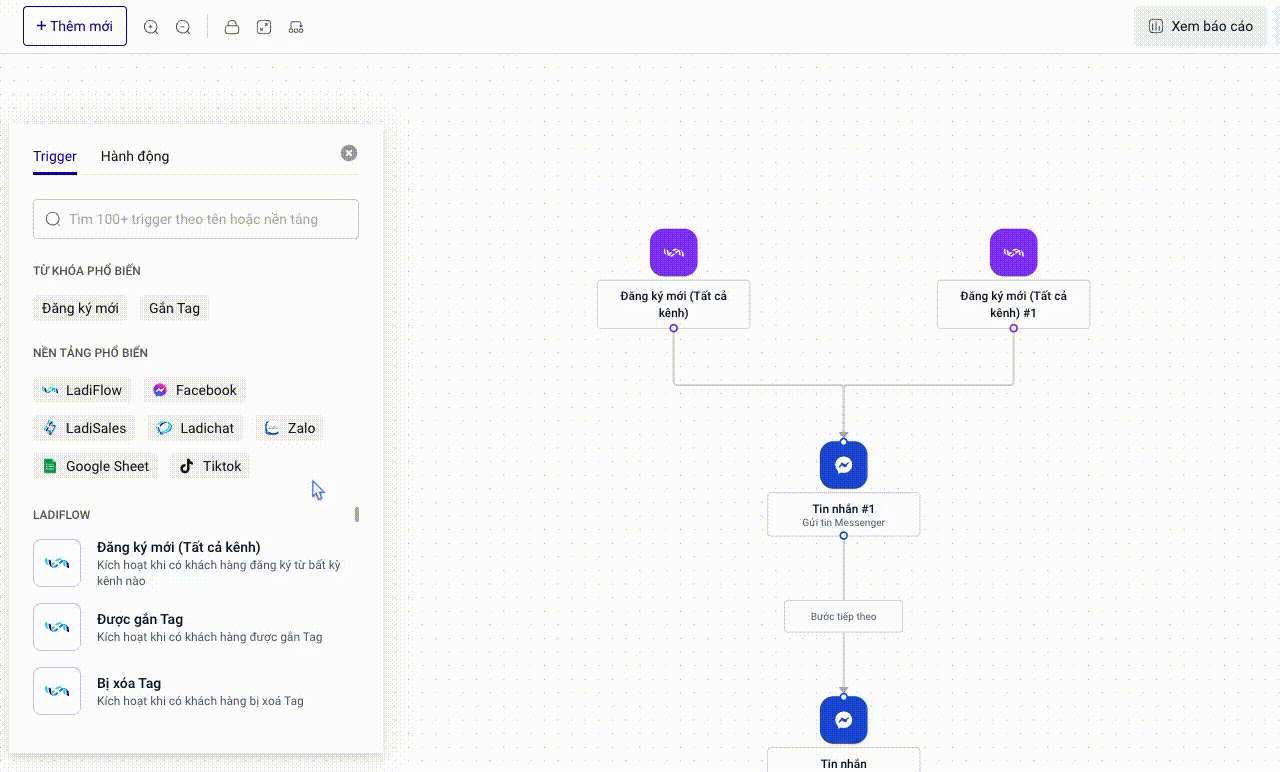 + Thêm mới
Xem báo cáo
Trigger
Hành động
Tìm 100+ trigger theo tên hoặc nền tảng
TỪ KHÓA PHỔ BIẾN
Đăng ký mới
Gắn Tag
NỀN TẢNG PHỔ BIẾN
LadiFlow
Facebook
LadiSales
Ladichat
Zalo
Google Sheet
Tiktok
LADIFLOW
Đăng ký mới (Tất cả kênh)
Kích hoạt khi có khách hàng đăng ký từ bất kỳ
kênh nào
Được gắn Tag
Kích hoạt khi có khách hàng được gắn Tag
Bị xóa Tag
Kích hoạt khi có khách hàng bị xoá Tag
Đăng ký mới (Tất cả
kênh)
Đăng ký mới (Tất cả
kênh) #1
Tin nhắn #1
Gửi tin Messenger
Bước tiếp theo
Tin nhắn